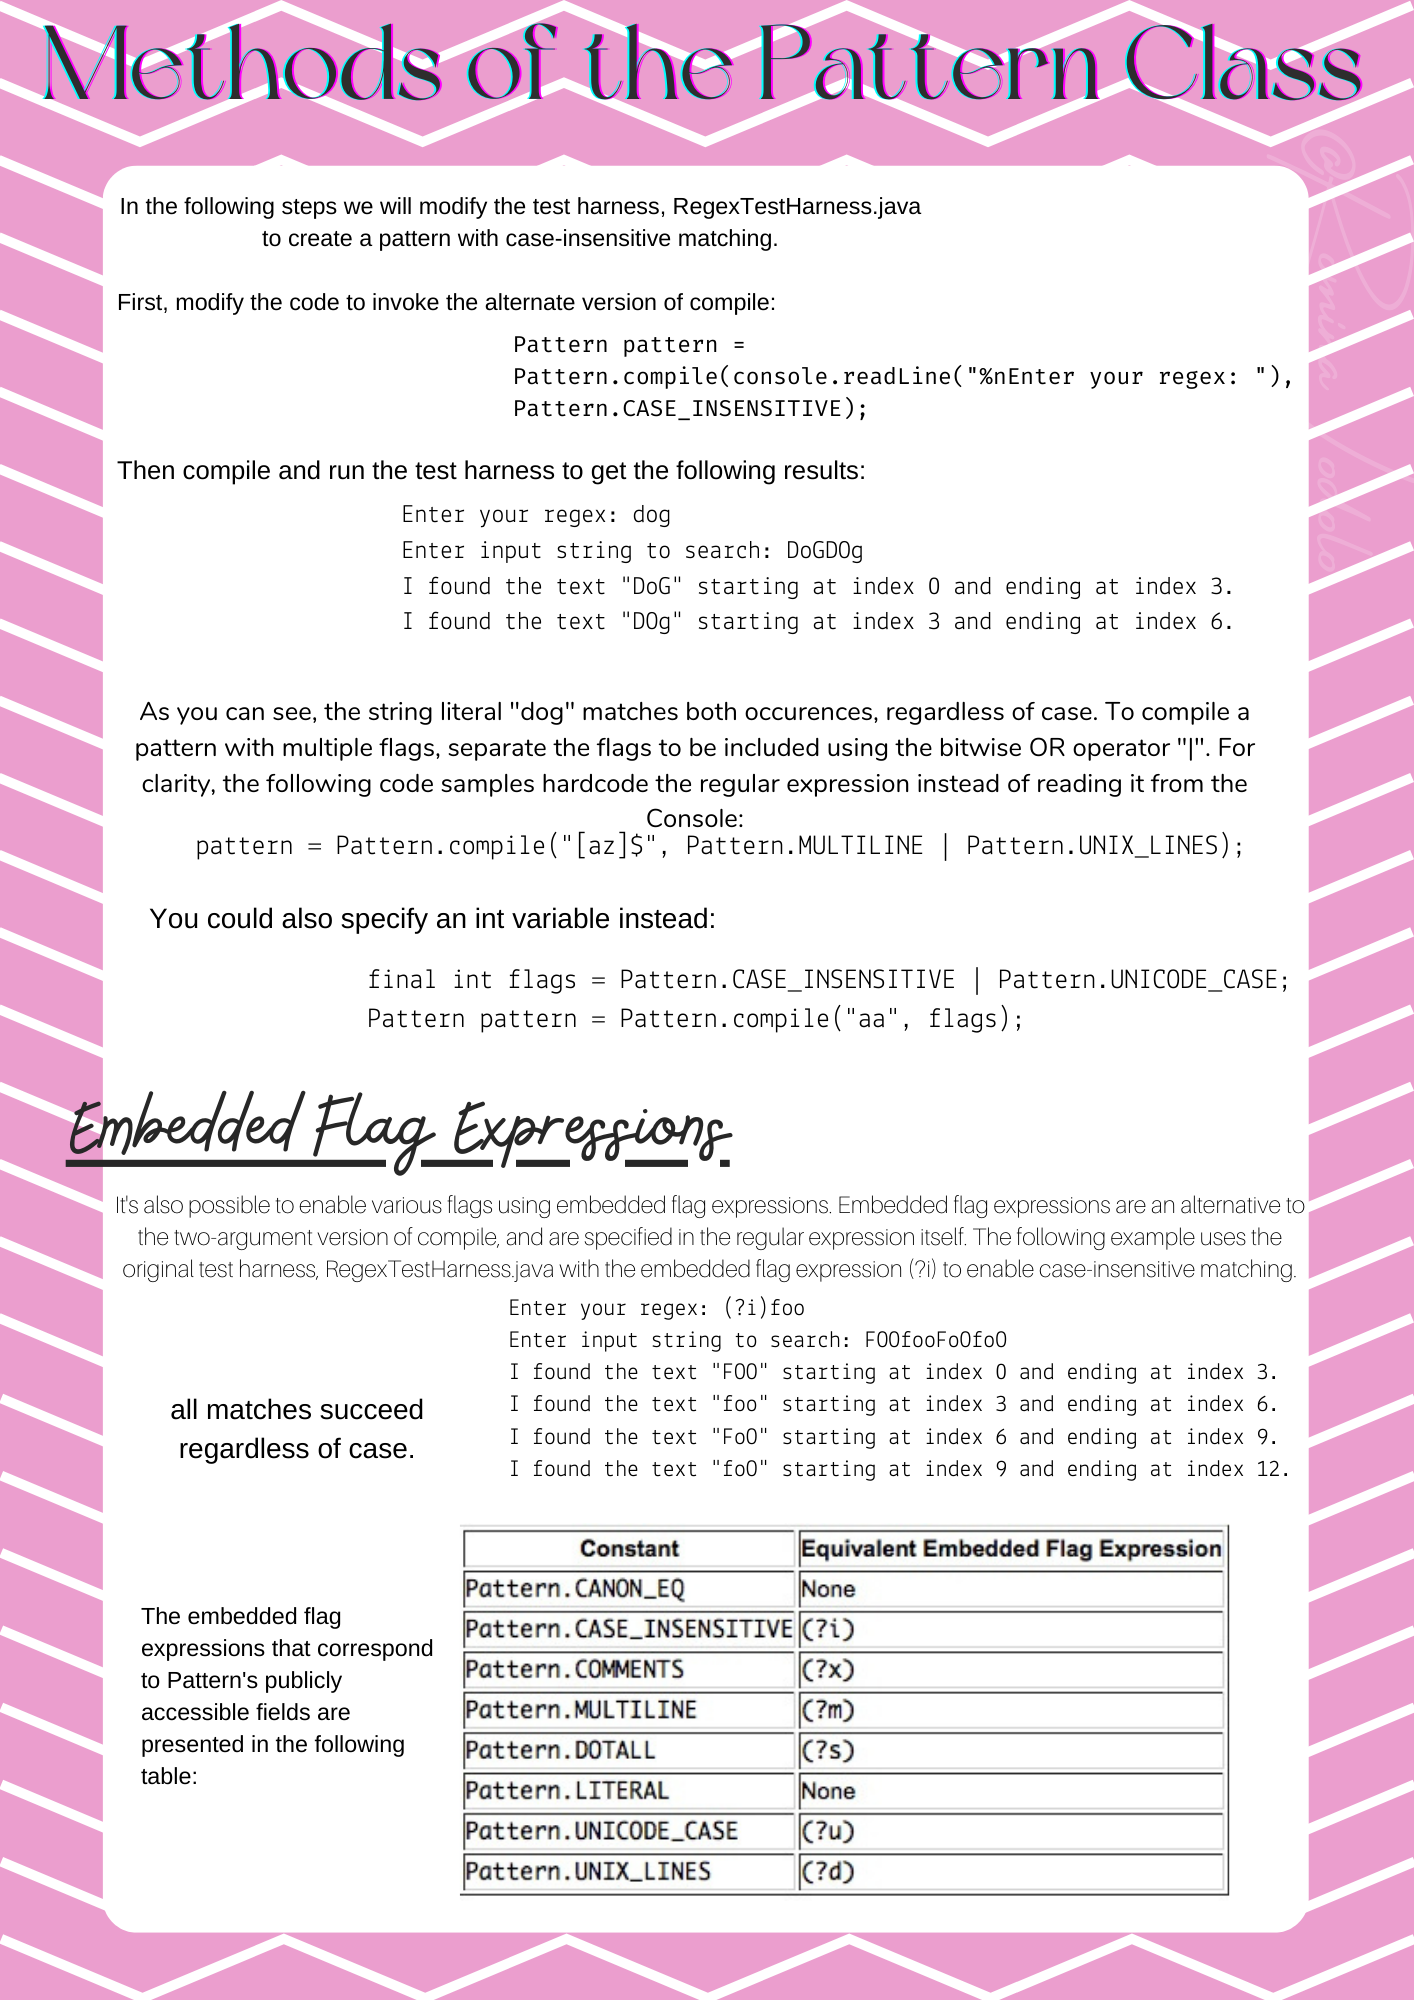 Methods of the Pattern Class
In the following steps we will modify the test harness, RegexTestHarness.java
to create a pattern with case-insensitive matching.
First, modify the code to invoke the alternate version of compile:
Pattern pattern =
Pattern.compile(console.readLine("%nEnter your regex: "),
Pattern.CASE_INSENSITIVE);
Then compile and run the test harness to get the following results:
Enter your regex: dog
Enter input string to search: DoGDOg
I found the text "DoG" starting at index 0 and ending at index 3.
I found the text "DOg" starting at index 3 and ending at index 6.
As you can see, the string literal "dog" matches both occurences, regardless of case. To compile a
pattern with multiple flags, separate the flags to be included using the bitwise OR operator "|". For
clarity, the following code samples hardcode the regular expression instead of reading it from the
Console:
pattern = Pattern.compile("[az]$", Pattern.MULTILINE | Pattern.UNIX_LINES);
You could also specify an int variable instead:
final int flags = Pattern.CASE_INSENSITIVE | Pattern.UNICODE_CASE;
Pattern pattern = Pattern.compile("aa", flags);
Embedded Flag Expressions
It's also possible to enable various flags using embedded flag expressions. Embedded flag expressions are an alternative to
the two-argument version of compile, and are specified in the regular expression itself. The following example uses the
original test harness, RegexTestHarness.java with the embedded flag expression (?i) to enable case-insensitive matching.
Enter your regex: (?i)foo
Enter input string to search: FOOfooFoOfoO
I found the text "FOO" starting at index 0 and ending at index 3.
I found the text "foo" starting at index 3 and ending at index 6.
I found the text "FoO" starting at index 6 and ending at index 9.
I found the text "foO" starting at index 9 and ending at index 12.
all matches succeed
regardless of case.
The embedded flag
expressions that correspond
to Pattern's publicly
accessible fields are
presented in the following
table:
Constant Equivalent Embedded Flag Expression
Pattern.CANON_EQ None
Pattern.CASE_INSENSITIVE (?i)
Pattern.COMMENTS (?x)
Pattern.MULTILINE (?m)
Pattern.DOTALL (?s)
Pattern.LITERAL None
Pattern.UNICODE_CASE (?u)
Pattern.UNIX_LINES (?d)